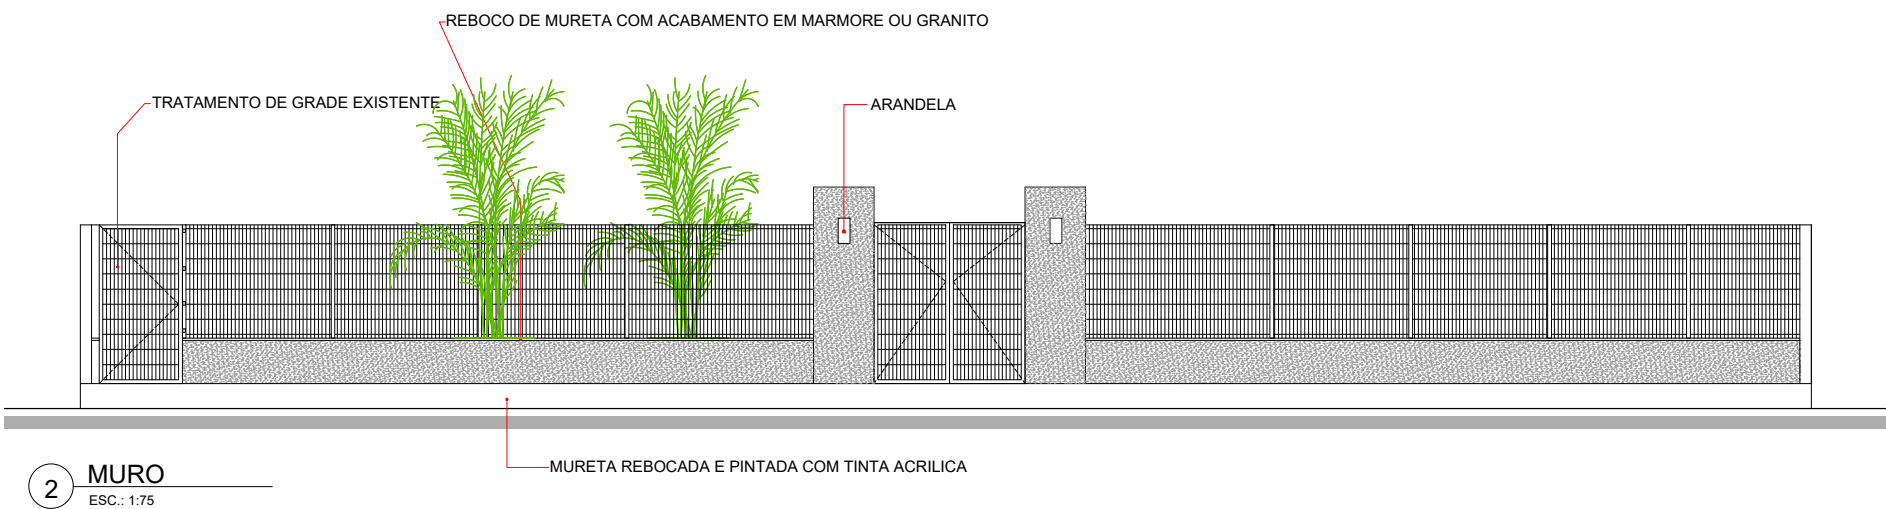 REBOCO DE MURETA COM ACABAMENTO EM MARMORE OU GRANITO
TRATAMENTO DE GRADE EXISTENTE
ARANDELA
MURETA REBOCADA E PINTADA COM TINTA ACRILICA
2
MURO
ESC.: 1:75